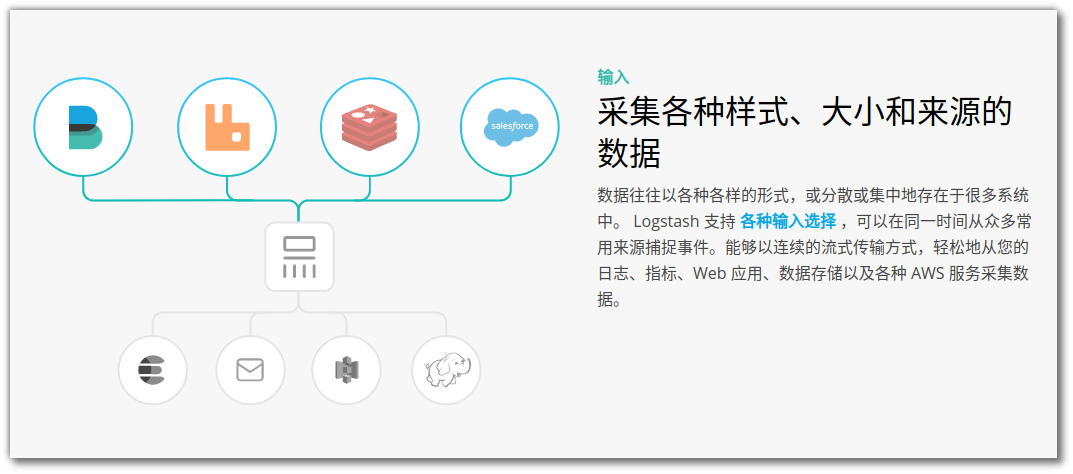 salesforce
输入
采集各种样式、大小和来源的
数据
数据往往以各种各样的形式，或分散或集中地存在于很多系统
中。 Logstash 支持 各种输入选择 ，可以在同一时间从众多常
用来源捕捉事件。能够以连续的流式传输方式，轻松地从您的
日志、指标、Web 应用、数据存储以及各种 AWS 服务采集数
据。